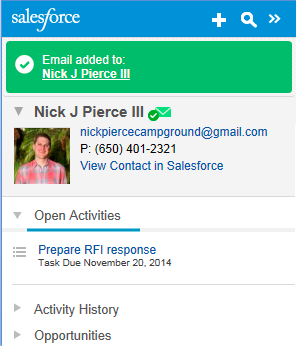 salesforce
Email added to:
Nick J Pierce III
Nick J Pierce III
nickpiercecampground@gmail.com
P: (650) 401-2321
View Contact in Salesforce
Open Activities
Prepare RFI response
Task Due November 20, 2014
Activity History
Opportunities